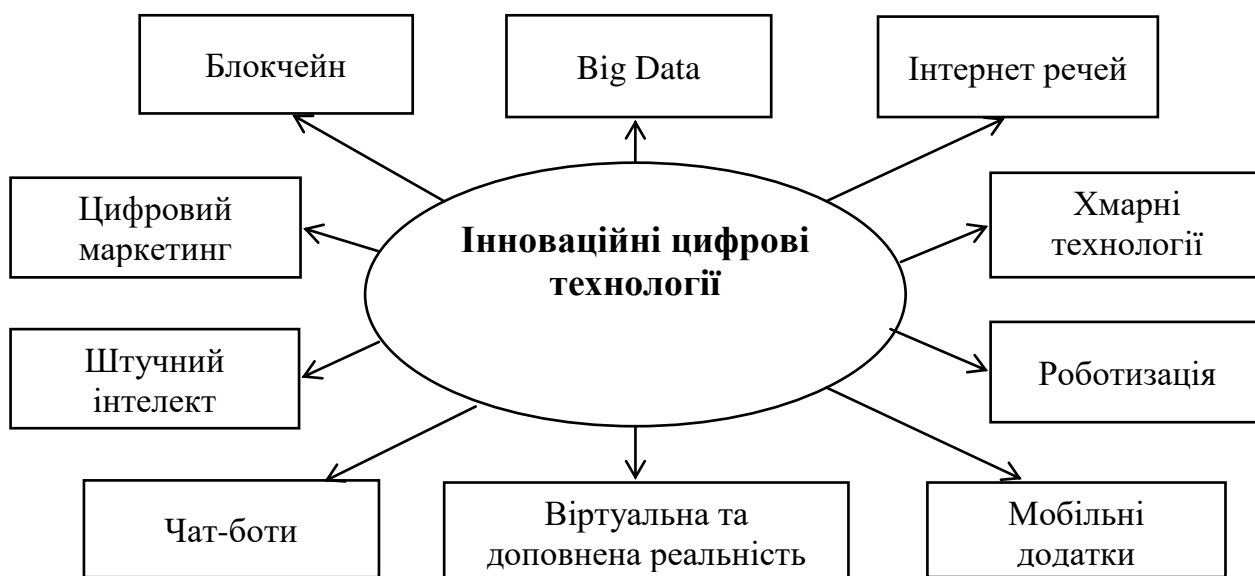 Блокчейн
Big Data
Інтернет речей
Цифровий
маркетинг
Інноваційні цифрові
технології
Хмарні
технології
Штучний
інтелект
Роботизація
Чат-боти
Віртуальна та
доповнена реальність
Мобільні
додатки